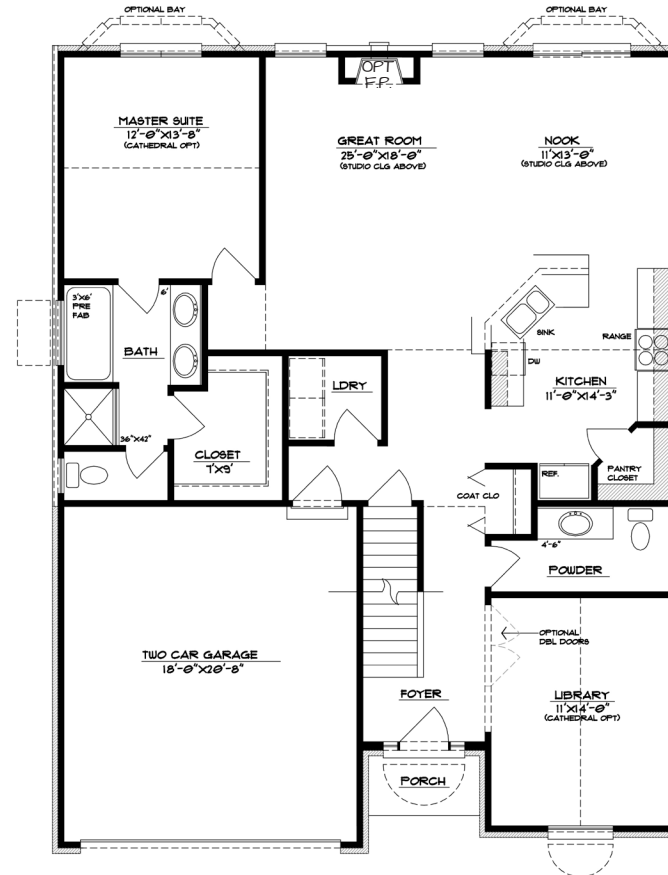 OPTIONAL BAY
OPTIONAL BAY
OPT
F.P.
MASTER SUITE
12'-0"X13'-8"
(CATHEDRAL OPT)
GREAT ROOM
25'-0"X18'-0"
(STUDIO CLG ABOVE)
NOOK
11'X13'-0"
(STUDIO CLG ABOVE)
3'X6'
PRE
FAB
6'
BATH
SINK
RANGE
DW
LDRY
KITCHEN
11'-0"X14'-3"
36"X42"
CLOSET
7'X9'
REF.
PANTRY
CLOSET
COAT CLO
4'-6"
POWDER
OPTIONAL
DBL DOORS
TWO CAR GARAGE
18'-0"X20'-8"
FOYER
LIBRARY
11'X14'-0"
(CATHEDRAL OPT)
PORCH